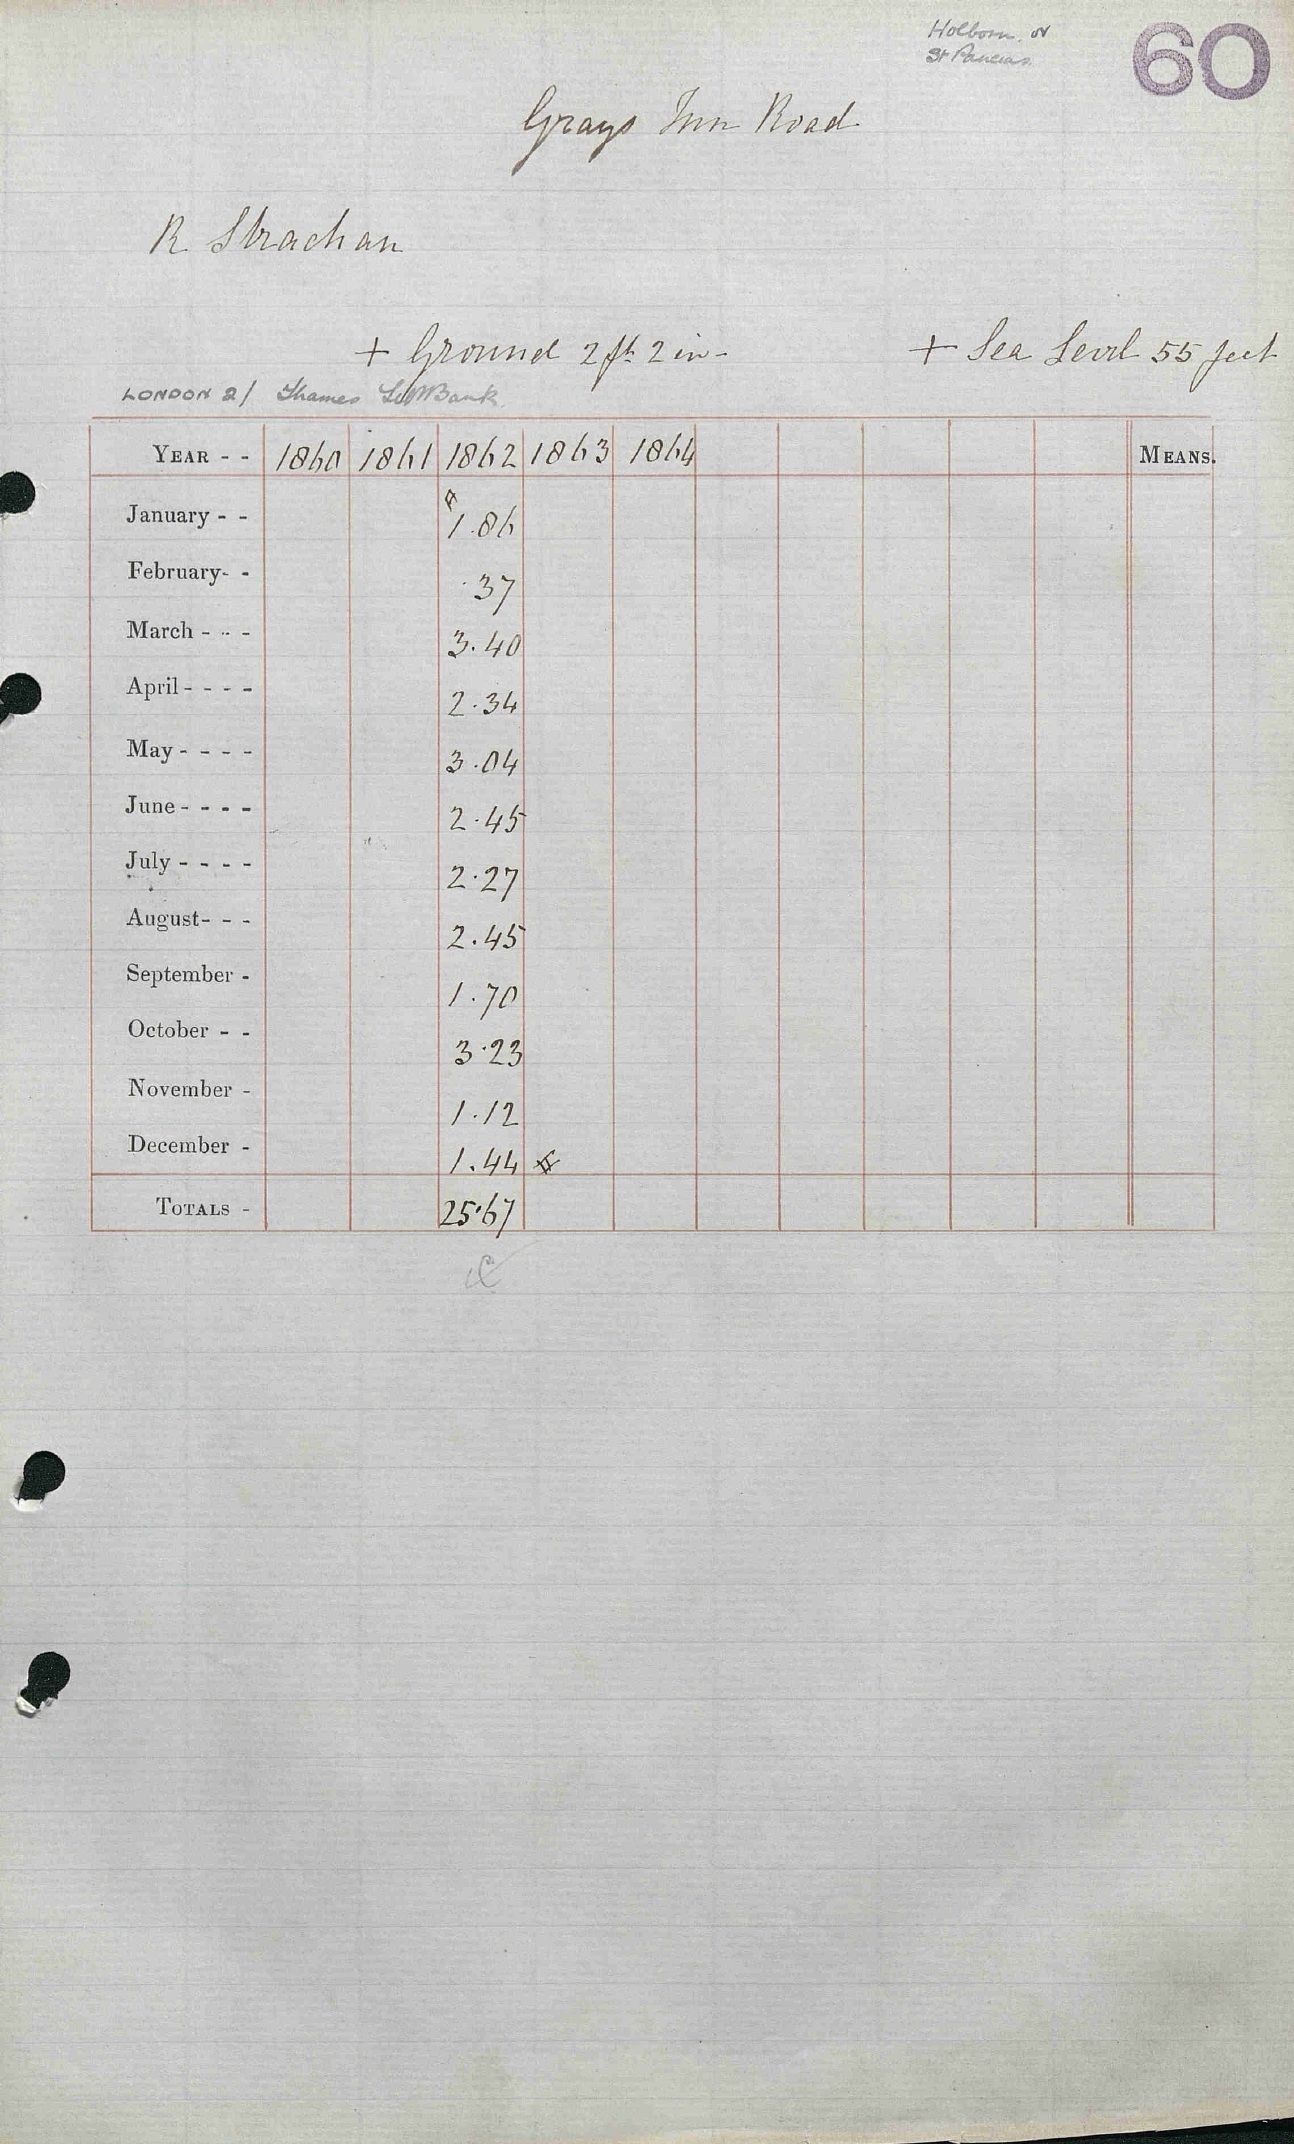 Holborn or
St Pancras
60
Grays Inn Road
R Strachan
+ Ground 2 ft 2 in -
+ Sea Level 55 feet
LONDON 2/ Thames Bank
YEAR - - 1860 1861 1862 1863 1864 MEANS.
January - - 1.86
February- - .37
March - - - 3.40
April - - - - 2.34
May - - - - 3.04
June - - - - 2.45
July - - - - 2.27
August- - - 2.45
September - 1.70
October - - 3.23
November - 1.12
December - 1.44
TOTALS - 25.67